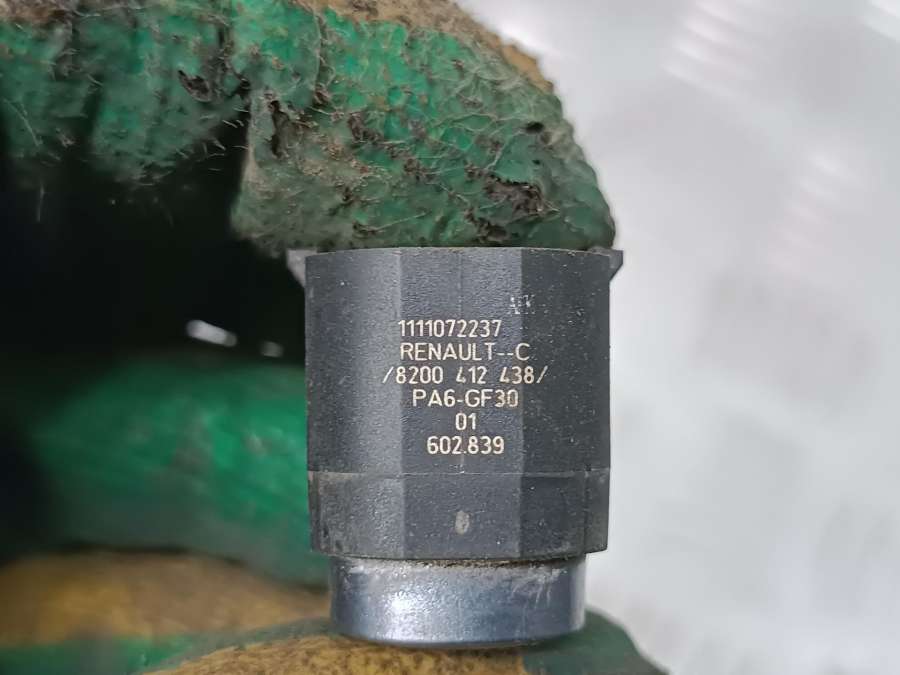 1111072237
RENAULT--C
/8200 412 438/
PA6-GF30
01
602.839